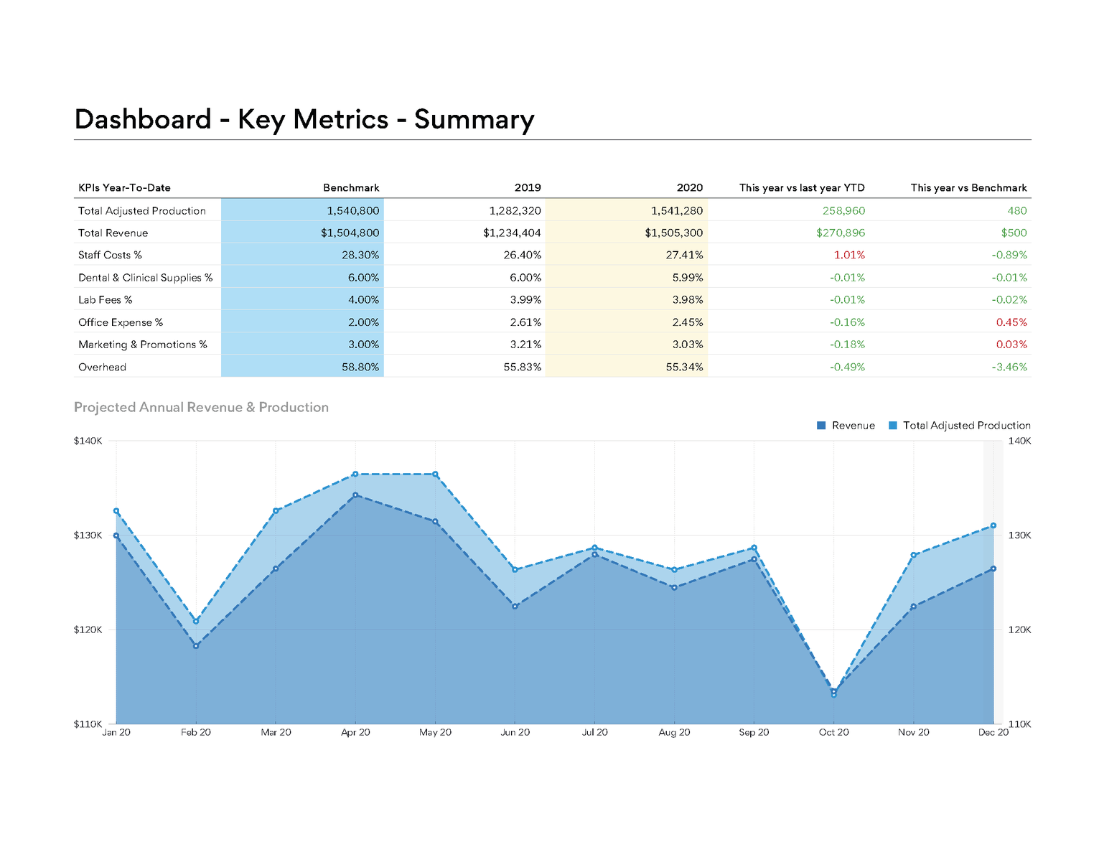 Dashboard - Key Metrics - Summary
KPIs Year-To-Date Benchmark 2019 2020 This year vs last year YTD This year vs Benchmark
Total Adjusted Production 1,540,800 1,282,320 1,541,280 258,960 480
Total Revenue $1,504,800 $1,234,404 $1,505,300 $270,896 $500
Staff Costs % 28.30% 26.40% 27.41% 1.01% -0.89%
Dental & Clinical Supplies % 6.00% 6.00% 5.99% -0.01% -0.01%
Lab Fees % 4.00% 3.99% 3.98% -0.01% -0.02%
Office Expense % 2.00% 2.61% 2.45% -0.16% 0.45%
Marketing & Promotions % 3.00% 3.21% 3.03% -0.18% 0.03%
Overhead 58.80% 55.83% 55.34% -0.49% -3.46%
Projected Annual Revenue & Production
Revenue Total Adjusted Production
$140K 140K
$130K 130K
$120K 120K
$110K 110K
Jan 20 Feb 20 Mar 20 Apr 20 May 20 Jun 20 Jul 20 Aug 20 Sep 20 Oct 20 Nov 20 Dec 20